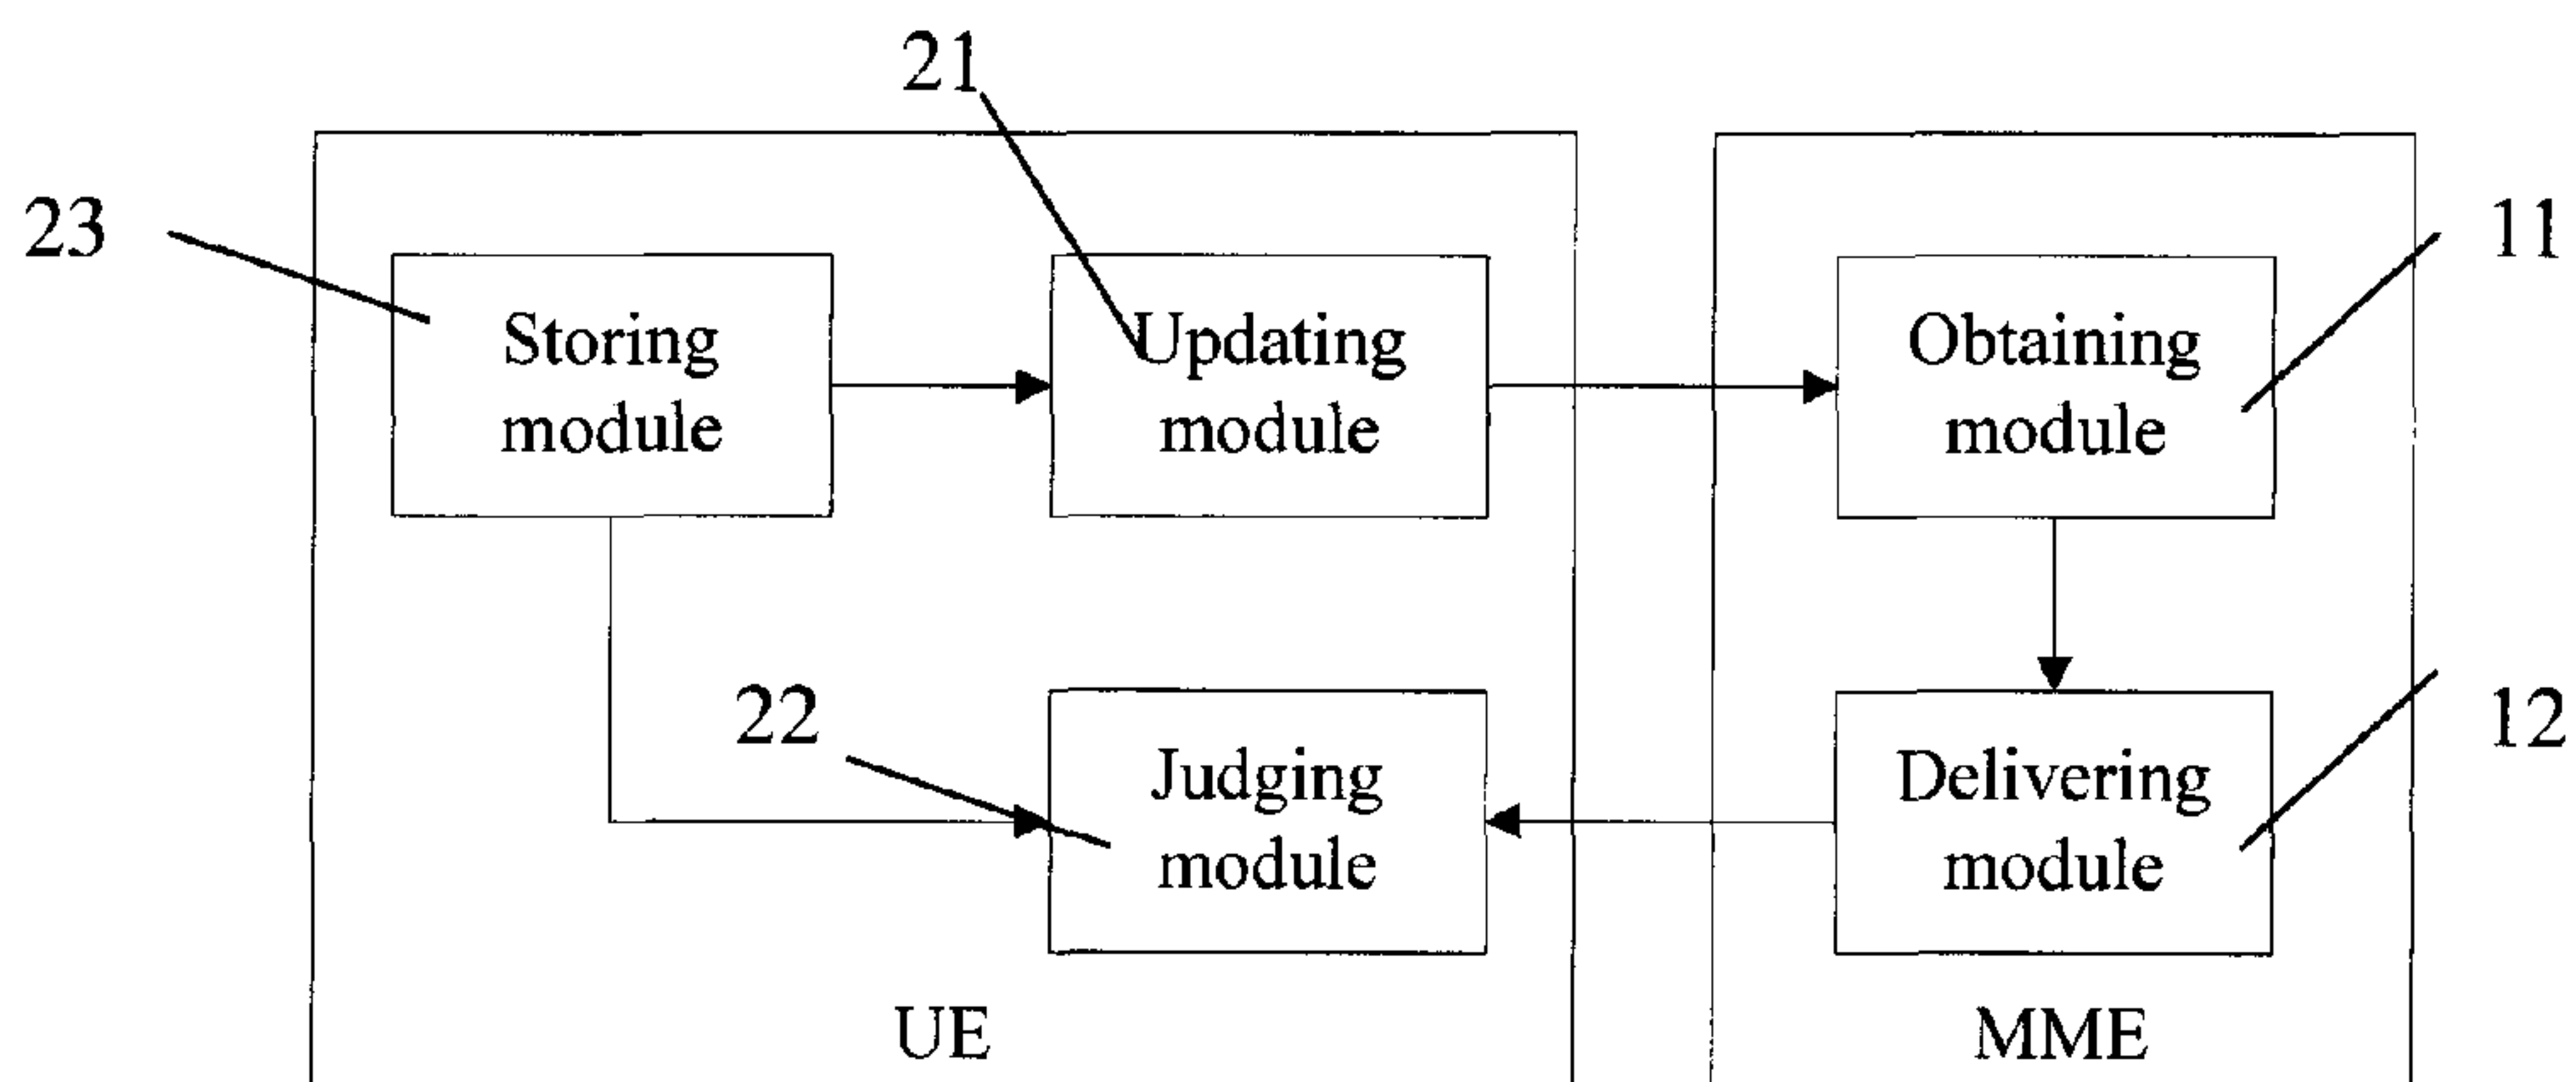 21
23
11
Storing
module
Updating
module
Obtaining
module
22
12
Judging
module
Delivering
module
UE
MME